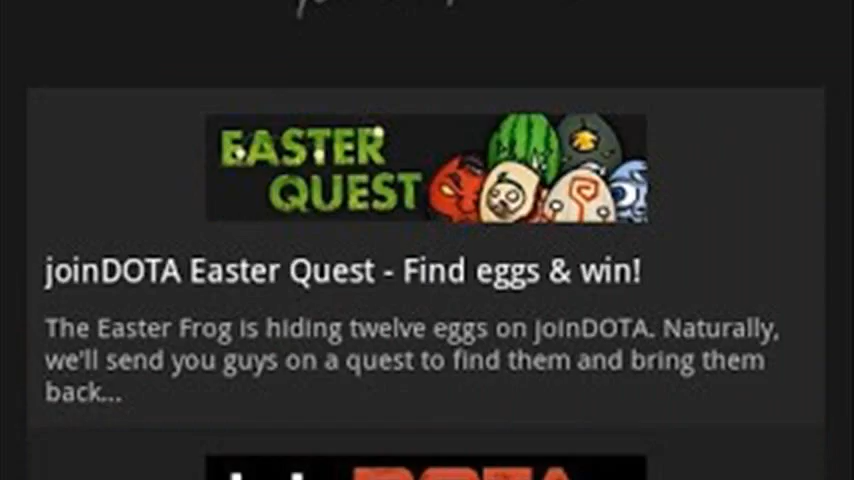 EASTER
QUEST
joinDOTA Easter Quest - Find eggs & win!
The Easter Frog is hiding twelve eggs on joinDOTA. Naturally,
we'll send you guys on a quest to find them and bring them
back...